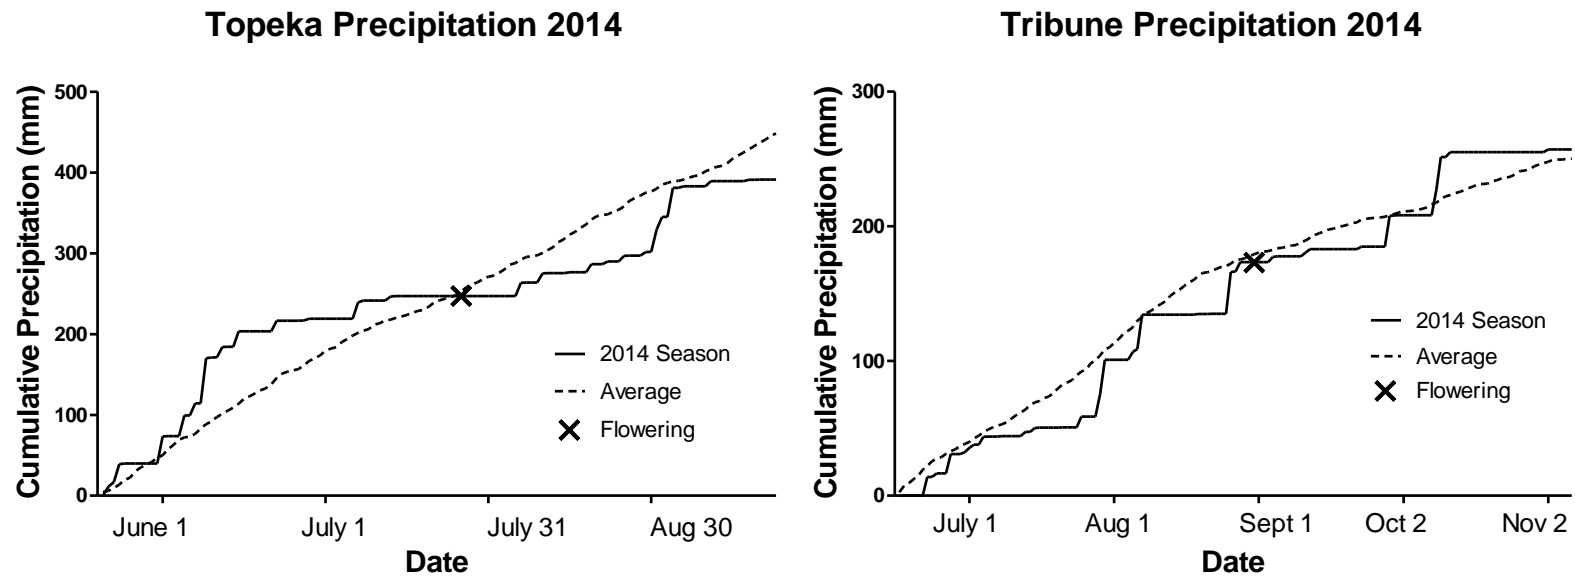 Topeka Precipitation 2014
Cumulative Precipitation (mm)
500
400
300
200
100
0
June 1
July 1
July 31
Aug 30
Date
2014 Season
Average
Flowering
Tribune Precipitation 2014
Cumulative Precipitation (mm)
300
200
100
0
July 1
Aug 1
Sept 1
Oct 2
Nov 2
Date
2014 Season
Average
Flowering